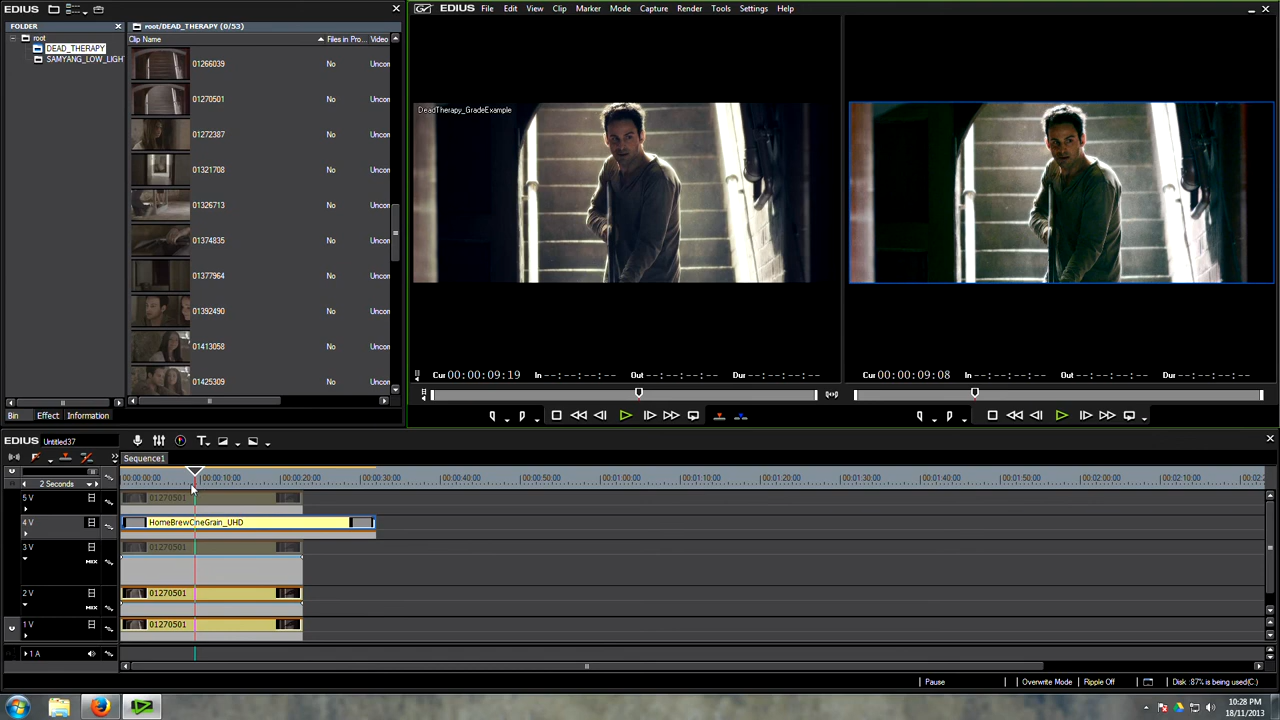 EDIUS
FOLDER
root
DEAD_THERAPY
SAMYANG_LOW_LIGHT
root/DEAD_THERAPY (0/53)
Clip Name Files in Pro... Video
01266039 No Uncon
01270501 No Uncon
01272387 No Uncon
01321708 No Uncon
01326713 No Uncon
01374835 No Uncon
01377964 No Uncon
01392490 No Uncon
01413058 No Uncon
01425309 No Uncon
Bin Effect Information
EDIUS File Edit View Clip Marker Mode Capture Render Tools Settings Help
DeadTherapy_GradeExample
Cur 00:00:09:19 In --:--:--:-- Out --:--:--:-- Dur --:--:--:--
Cur 00:00:09:08 In --:--:--:-- Out --:--:--:-- Dur --:--:--:--
EDIUS Untitled37
Sequence1
2 Seconds
00:00:00:00 00:00:10:00 00:00:20:00 00:00:30:00 00:00:40:00 00:00:50:00 00:01:00:00 00:01:10:00 00:01:20:00 00:01:30:00 00:01:40:00 00:01:50:00 00:02:00:00 00:02:10:00 00:02:2
5 V 01270501
4 V HomeBrewCineGrain_UHD
3 V 01270501
MIX
2 V 01270501
MIX
1 V 01270501
1 A
Pause Overwrite Mode Ripple Off Disk :87% is being used(C:)
10:28 PM
18/11/2013